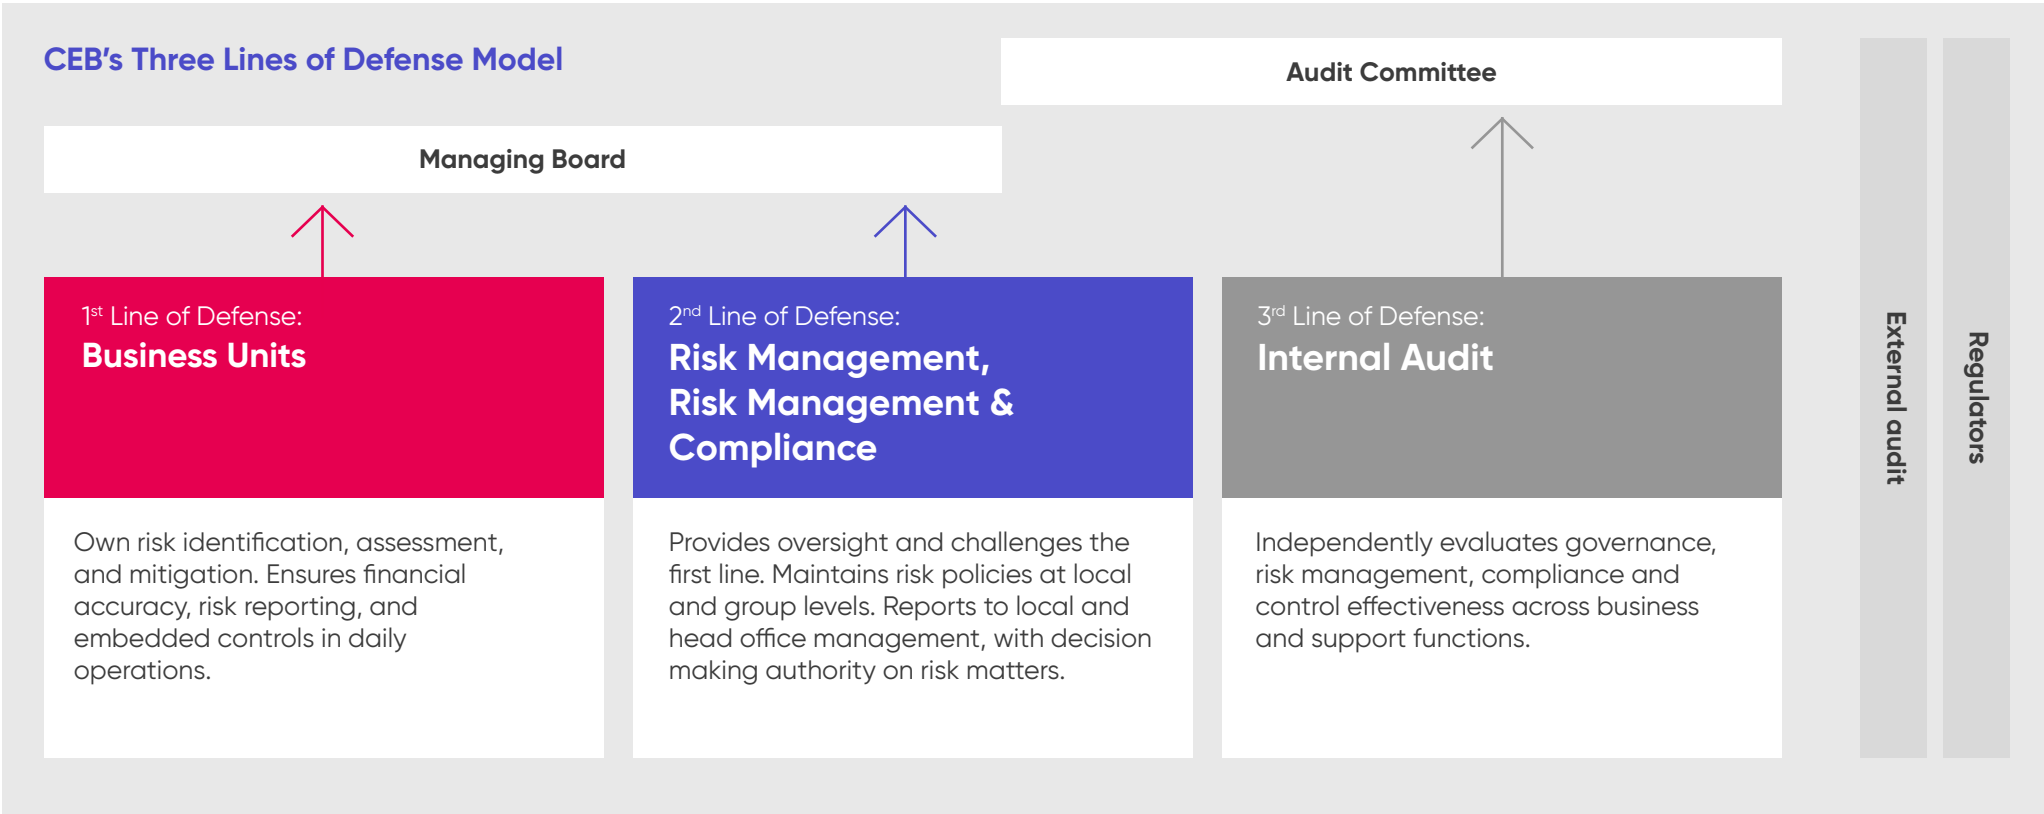 CEB’s Three Lines of Defense Model
Audit Committee
Managing Board
1st Line of Defense:
Business Units
Own risk identification, assessment,
and mitigation. Ensures financial
accuracy, risk reporting, and
embedded controls in daily
operations.
2nd Line of Defense:
Risk Management,
Risk Management &
Compliance
Provides oversight and challenges the
first line. Maintains risk policies at local
and group levels. Reports to local and
head office management, with decision
making authority on risk matters.
3rd Line of Defense:
Internal Audit
Independently evaluates governance,
risk management, compliance and
control effectiveness across business
and support functions.
External audit
Regulators